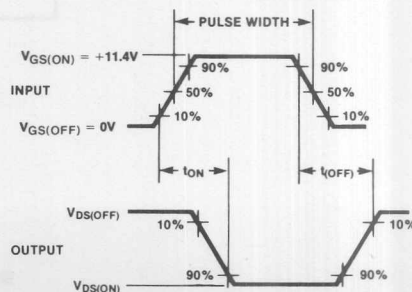 PULSE WIDTH
VGS(ON) = +11.4V
90%
90%
INPUT
50%
50%
10%
10%
VGS(OFF) = 0V
tON
t(OFF)
VDS(OFF)
10%
10%
OUTPUT
90%
90%
VDS(ON)